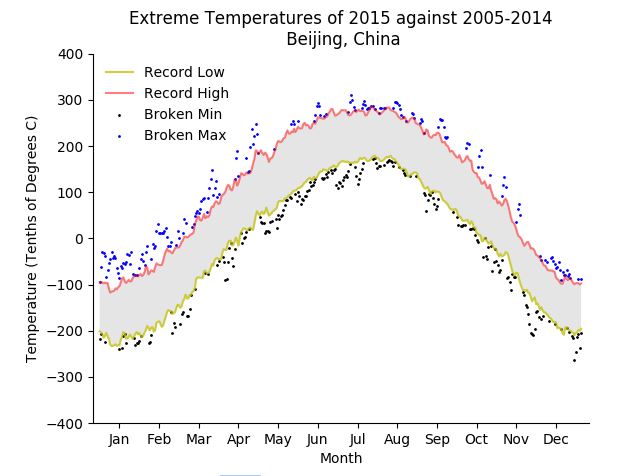 Extreme Temperatures of 2015 against 2005-2014
Beijing, China
400
300
200
100
0
−100
−200
−300
−400
Temperature (Tenths of Degrees C)
Record Low
Record High
Broken Min
Broken Max
Jan Feb Mar Apr May Jun Jul Aug Sep Oct Nov Dec
Month